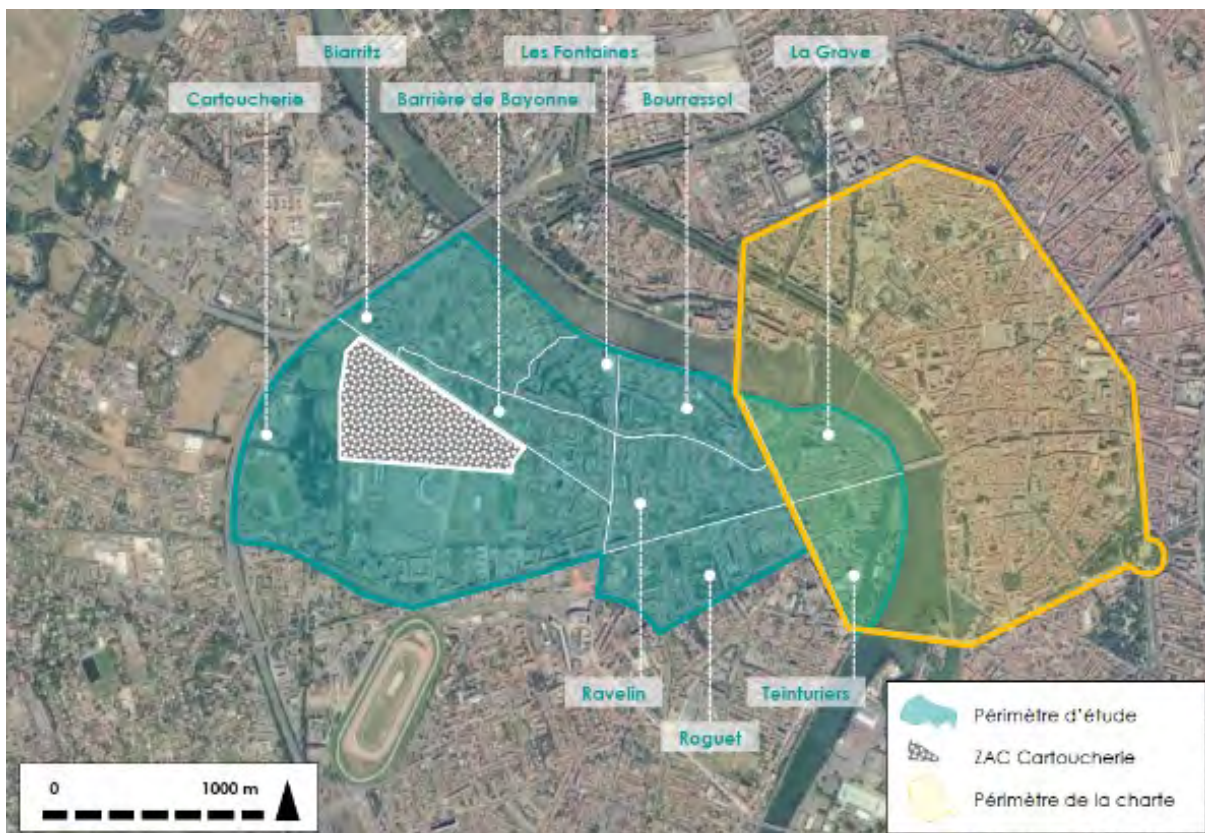 Biarrits
Les Fontaines
La Grave
Cartoucherie
Barrière de Bayonne
Bourrassol
Ravelin
Teinturiers
Roguet
Périmètre d'étude
ZAC Cartoucherie
Périmètre de la charte
0
1000 m